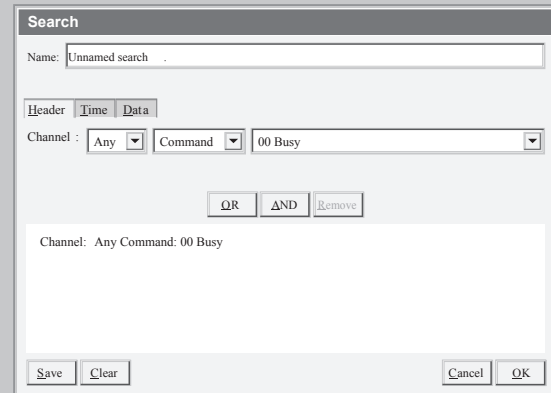 Search
Name: Unnamed search .
Header Time Data
Channel : Any Command 00 Busy
OR AND Remove
Channel: Any Command: 00 Busy
Save Clear Cancel OK